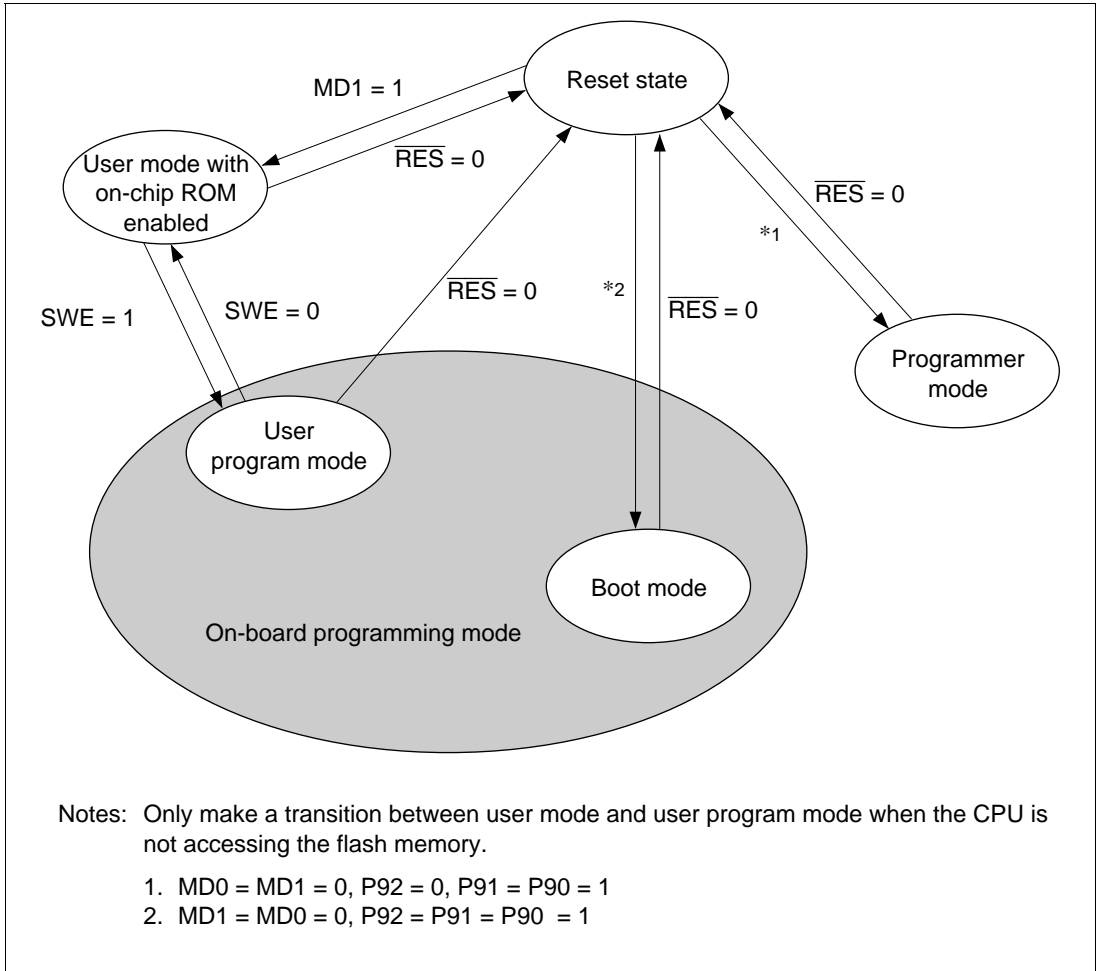 Reset state
MD1 = 1
User mode with
on-chip ROM
enabled
RES = 0
RES = 0
*1
SWE = 1
SWE = 0
RES = 0
*2
RES = 0
Programmer
mode
User
program mode
Boot mode
On-board programming mode
Notes: Only make a transition between user mode and user program mode when the CPU is
not accessing the flash memory.
1. MD0 = MD1 = 0, P92 = 0, P91 = P90 = 1
2. MD1 = MD0 = 0, P92 = P91 = P90 = 1